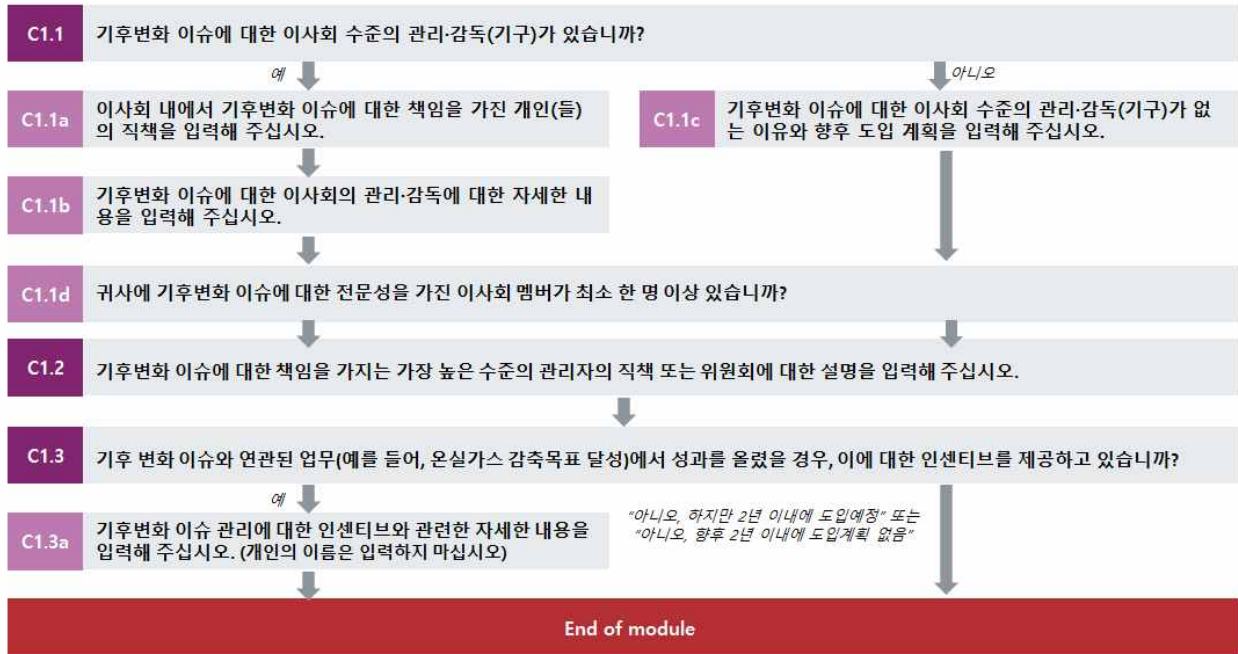 C1.1 기후변화 이슈에 대한 이사회 수준의 관리·감독(기구)가 있습니까?
예
아니오
C1.1a 이사회 내에서 기후변화 이슈에 대한 책임을 가진 개인(들)
의 직책을 입력해 주십시오.
C1.1c 기후변화 이슈에 대한 이사회 수준의 관리·감독(기구)가 없
는 이유와 향후 도입 계획을 입력해 주십시오.
C1.1b 기후변화 이슈에 대한 이사회의 관리·감독에 대한 자세한 내
용을 입력해 주십시오.
C1.1d 귀사에 기후변화 이슈에 대한 전문성을 가진 이사회 멤버가 최소 한 명 이상 있습니까?
C1.2 기후변화 이슈에 대한 책임을 가지는 가장 높은 수준의 관리자의 직책 또는 위원회에 대한 설명을 입력해 주십시오.
C1.3 기후 변화 이슈와 연관된 업무(예를 들어, 온실가스 감축목표 달성)에서 성과를 올렸을 경우, 이에 대한 인센티브를 제공하고 있습니까?
예
C1.3a 기후변화 이슈 관리에 대한 인센티브와 관련한 자세한 내용을
입력해 주십시오. (개인의 이름은 입력하지 마십시오)
"아니오, 하지만 2년 이내에 도입예정" 또는
"아니오, 향후 2년 이내에 도입계획 없음"
End of module